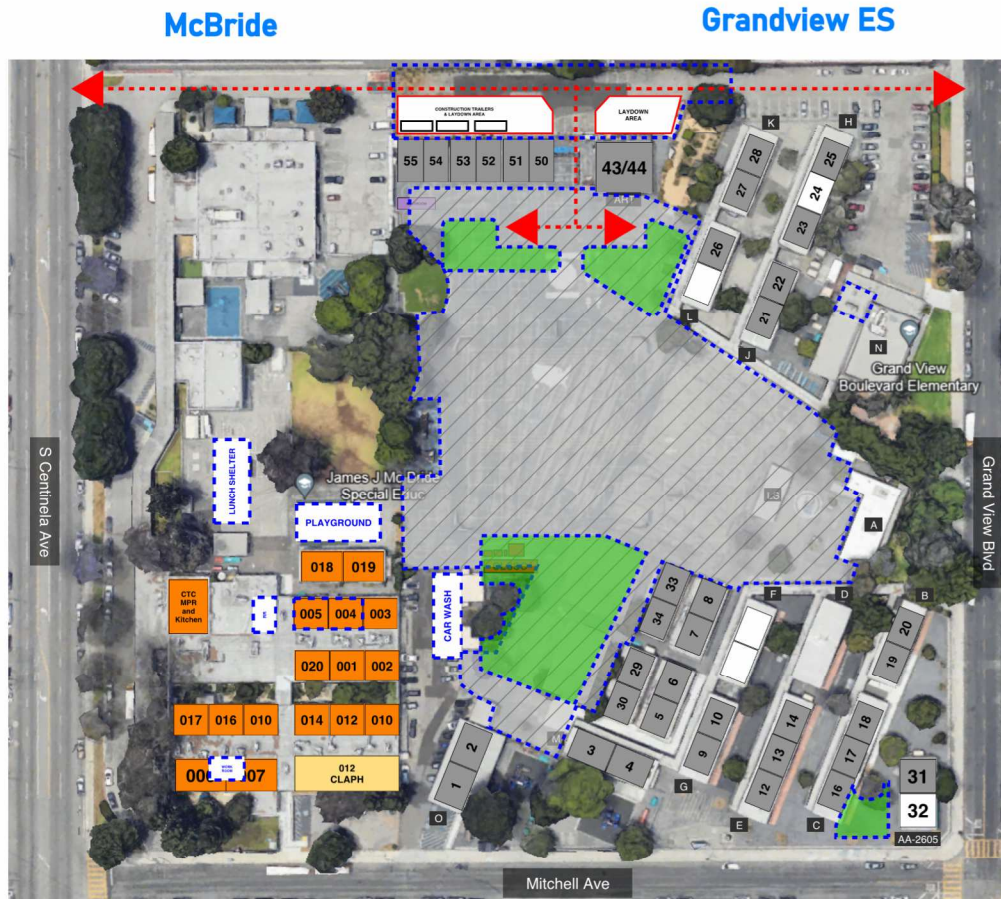 McBride
Grandview ES
CONSTRUCTION TRAILERS
& LAYDOWN AREA
LAYDOWN
AREA
55 54 53 52 51 50
43/44
ART
K
H
28
27
25
24
23
26
22
21
L
J
N
Grand View
Boulevard Elementary
S Centinela Ave
Grand View Blvd
LUNCH SHELTER
James J McBride
Special Educ
PLAYGROUND
A
018 019
CTC
MPR
and
Kitchen
005 004 003
CAR WASH
020 001 002
017 016 010
014 012 010
07
012
CLAPH
33
34
8
7
F
D
B
20
19
29
30
6
5
10
9
14
13
12
18
17
16
M
2
1
3
4
O
G
E
C
31
32
AA-2605
Mitchell Ave